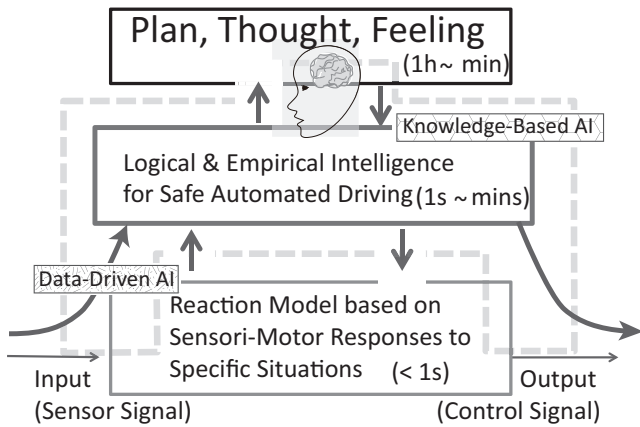 Plan, Thought, Feeling
(1h ~ min)
Knowledge-Based AI
Logical & Empirical Intelligence
for Safe Automated Driving (1s ~ mins)
Data-Driven AI
Reaction Model based on
Sensori-Motor Responses to
Specific Situations (< 1s)
Input
(Sensor Signal)
Output
(Control Signal)